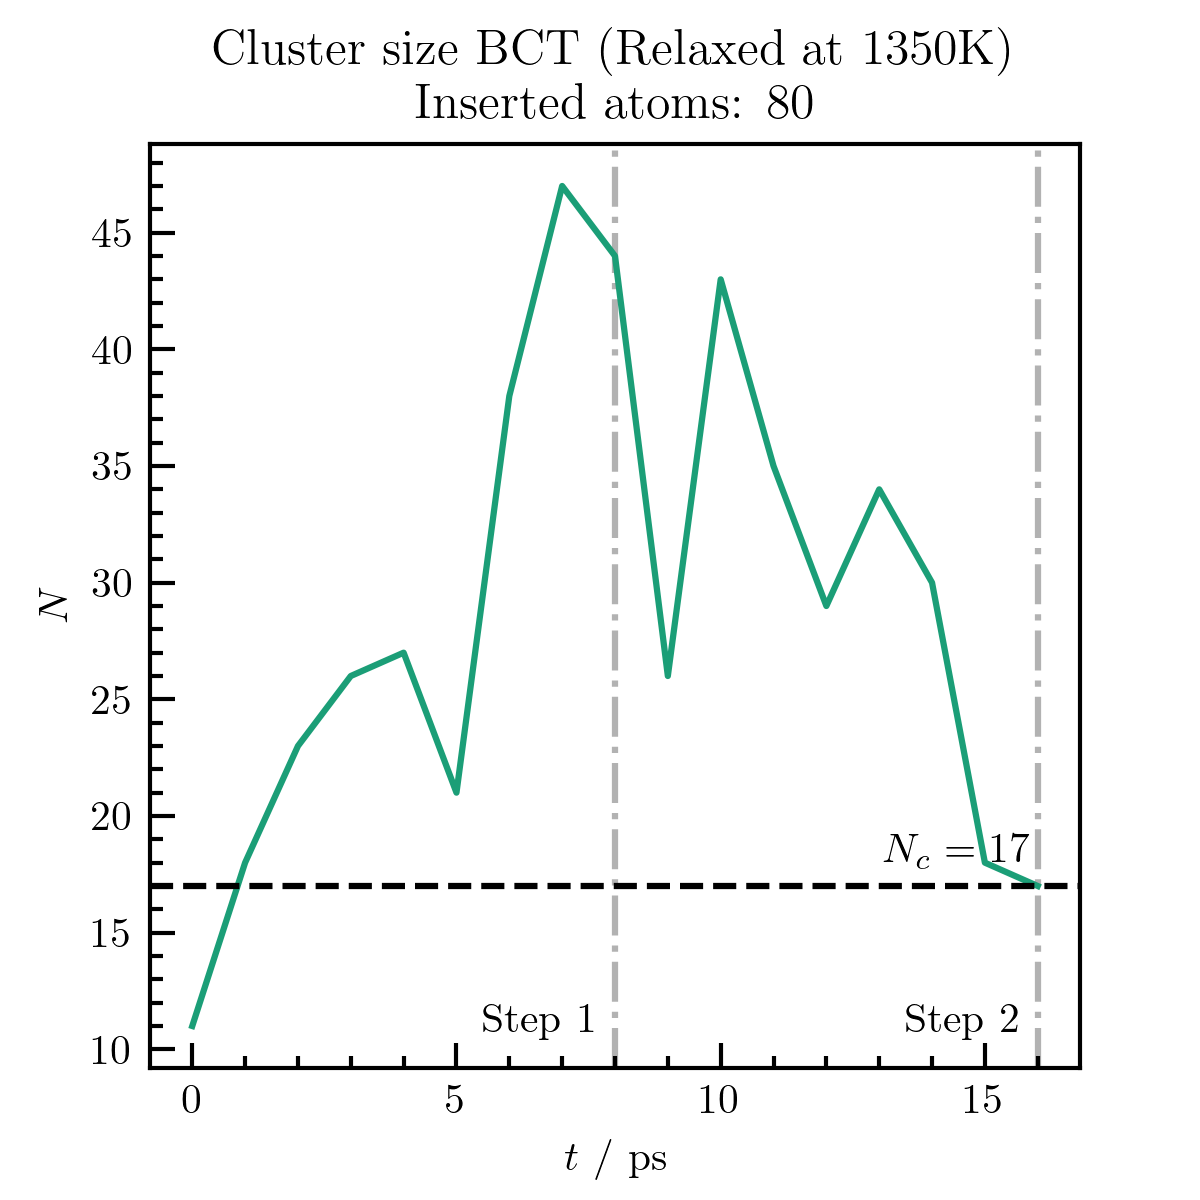 Cluster size BCT (Relaxed at 1350K)
Inserted atoms: 80
45
40
35
30
25
20
15
10
N
N_c = 17
Step 1
Step 2
0 5 10 15
t / ps